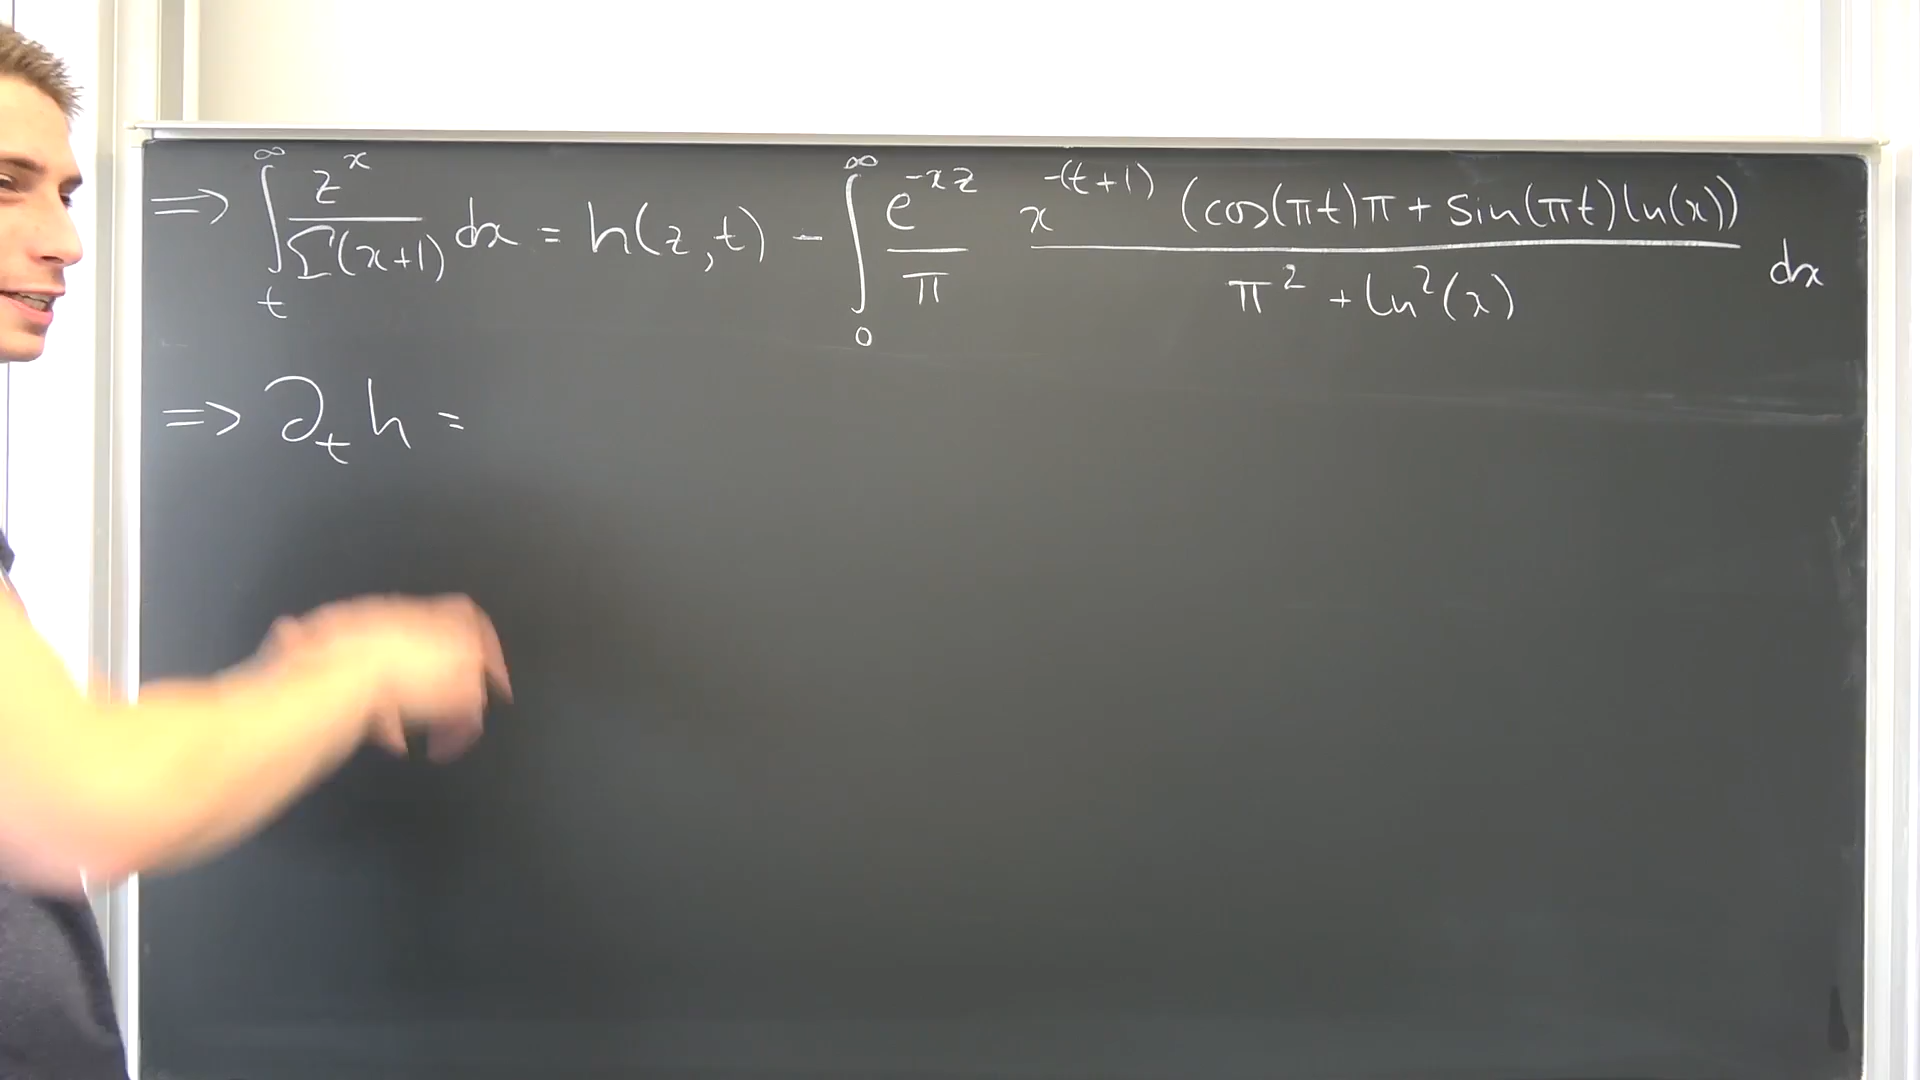 ⇒ ∫_t^∞ z^x / Γ(x+1) dx = h(z,t) - ∫_0^∞ e^{-xz} / π x^{-(t+1)} (cos(πt)π + sin(πt)ln(x)) / π² + ln²(x) dx
⇒ ∂_t h =